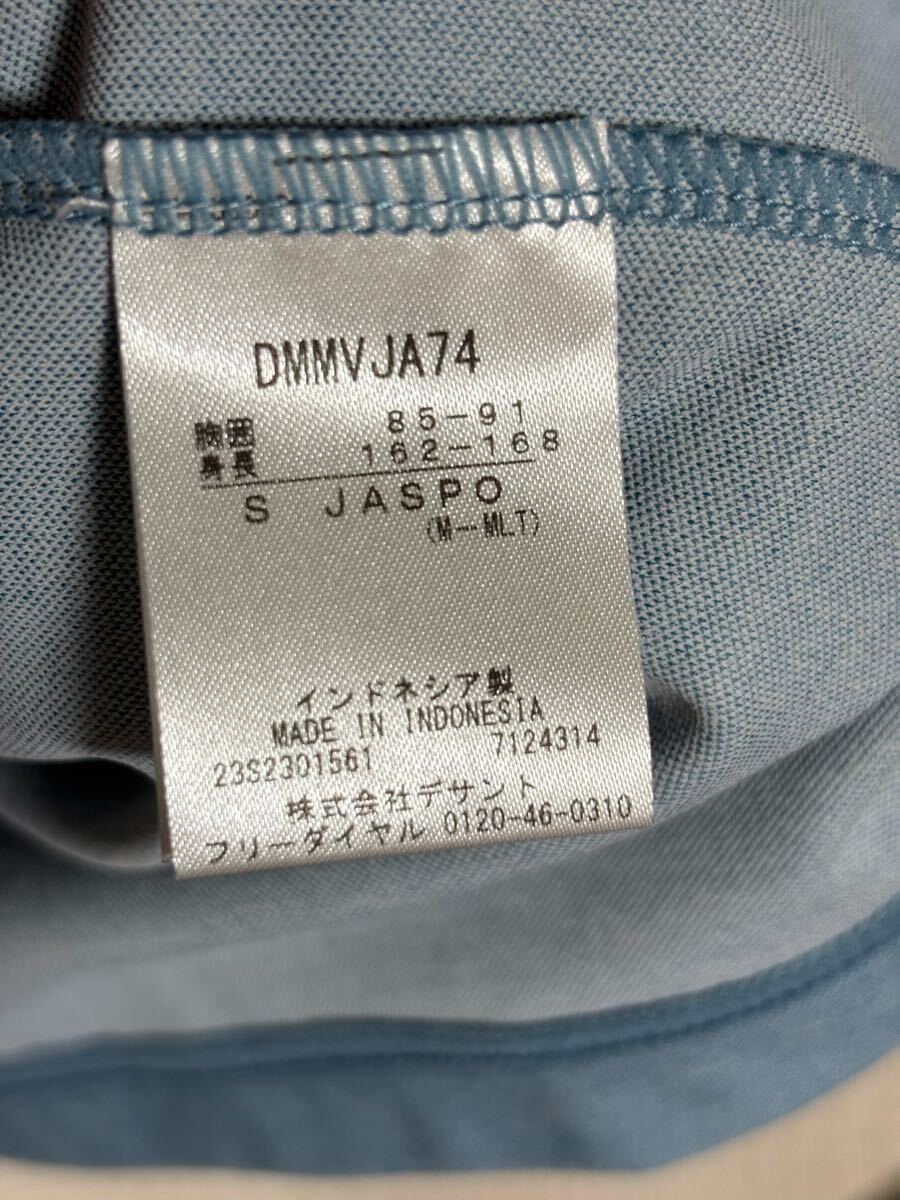 DMMVJA74
胸囲 85-91
身長 162-168
S JASPO
(M-MLT)
インドネシア製
MADE IN INDONESIA
23S2301561 7124314
株式会社デサント
フリーダイヤル 0120-46-0310